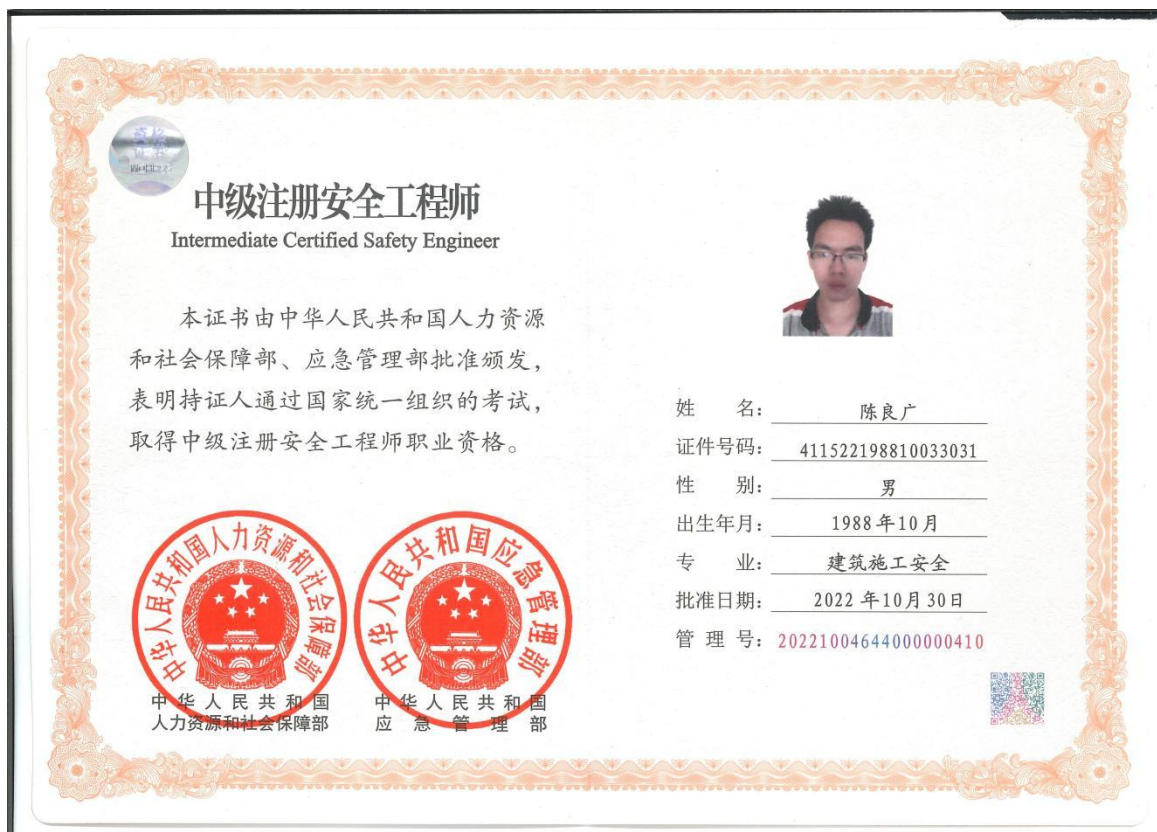 资格
证书
中级注册安全工程师
Intermediate Certified Safety Engineer
本证书由中华人民共和国人力资源
和社会保障部、应急管理部批准颁发，
表明持证人通过国家统一组织的考试，
取得中级注册安全工程师职业资格。
中华人民共和国人力资源和社会保障部
中华人民共和国
人力资源和社会保障部
中华人民共和国应急管理部
中华人民共和国
应急管理部
姓 名： 陈良广
证件号码： 411522198810033031
性 别： 男
出生年月： 1988年10月
专 业： 建筑施工安全
批准日期： 2022年10月30日
管 理 号： 20221004644000000410